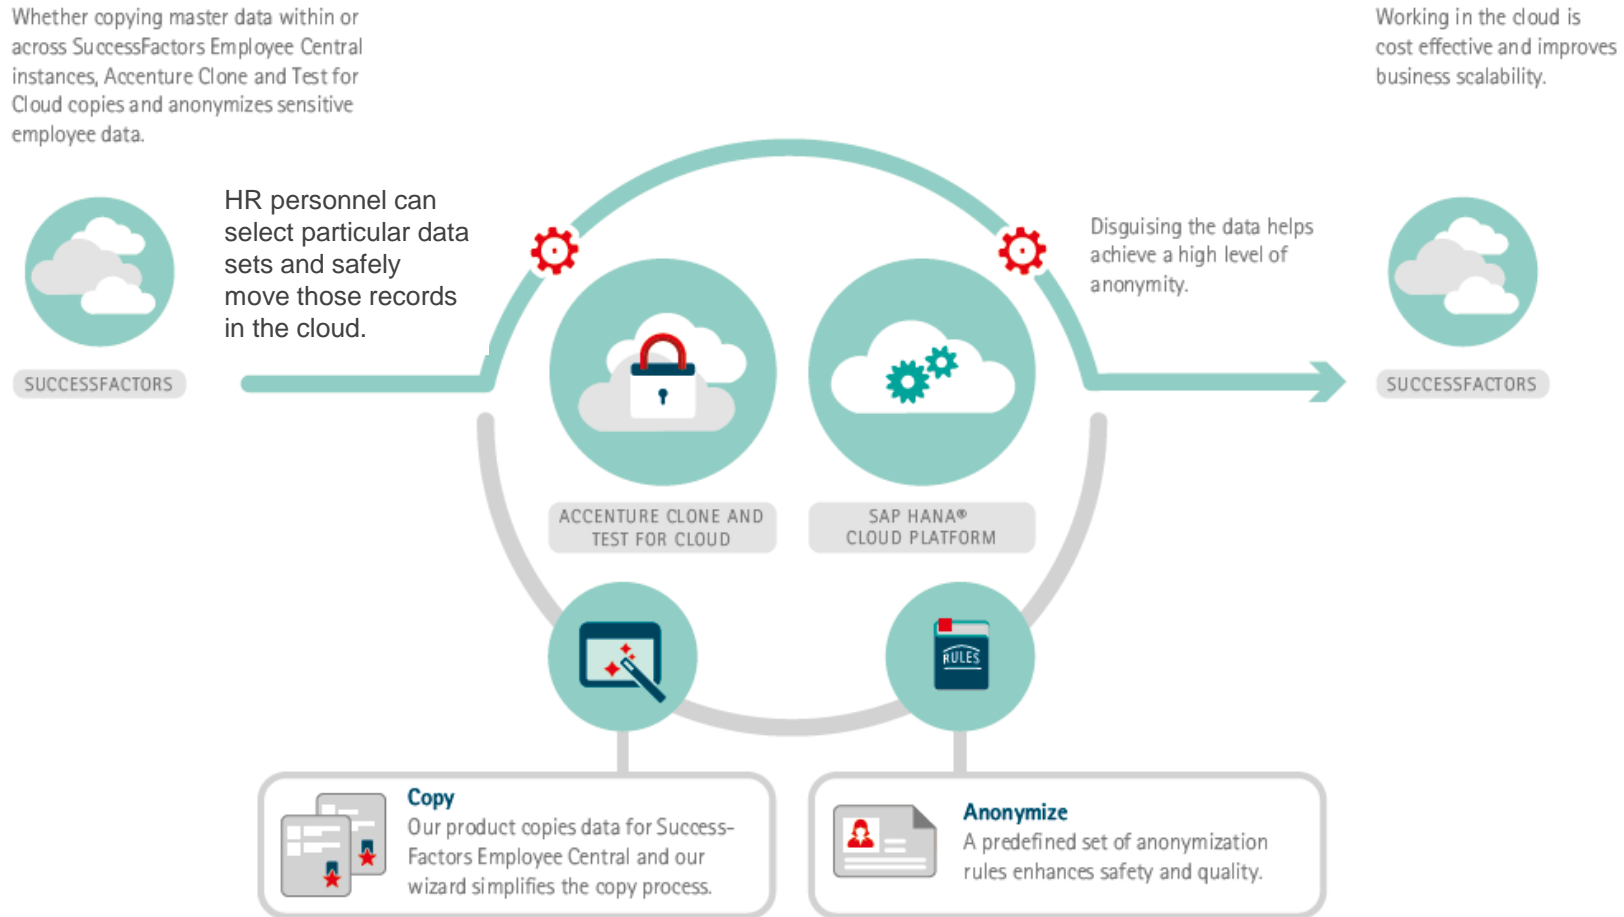 Whether copying master data within or
across SuccessFactors Employee Central
instances, Accenture Clone and Test for
Cloud copies and anonymizes sensitive
employee data.
Working in the cloud is
cost effective and improves
business scalability.
HR personnel can
select particular data
sets and safely
move those records
in the cloud.
Disguising the data helps
achieve a high level of
anonymity.
SUCCESSFACTORS
SUCCESSFACTORS
ACCENTURE CLONE AND
TEST FOR CLOUD
SAP HANA®
CLOUD PLATFORM
RULES
Copy
Our product copies data for Success-
Factors Employee Central and our
wizard simplifies the copy process.
Anonymize
A predefined set of anonymization
rules enhances safety and quality.